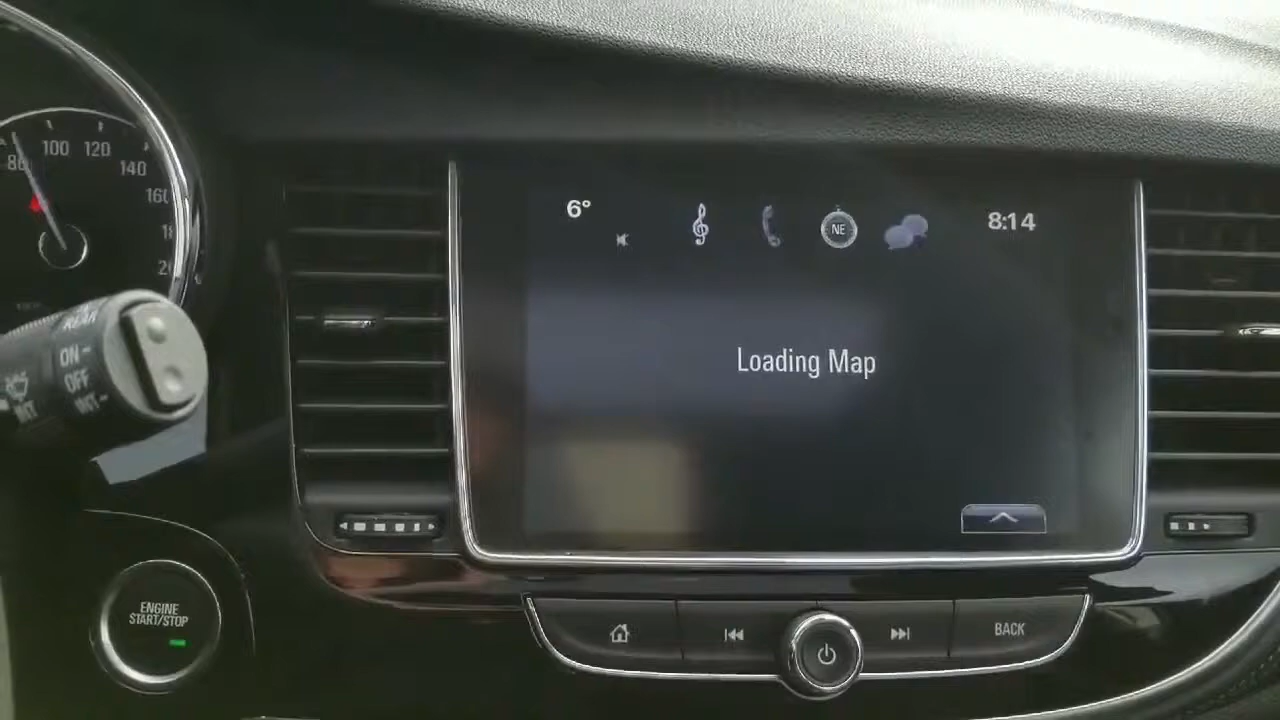 80
100
120
140
160
6°
NE
8:14
Loading Map
REAR
ON
OFF
INT
INT
ENGINE
START/STOP
BACK